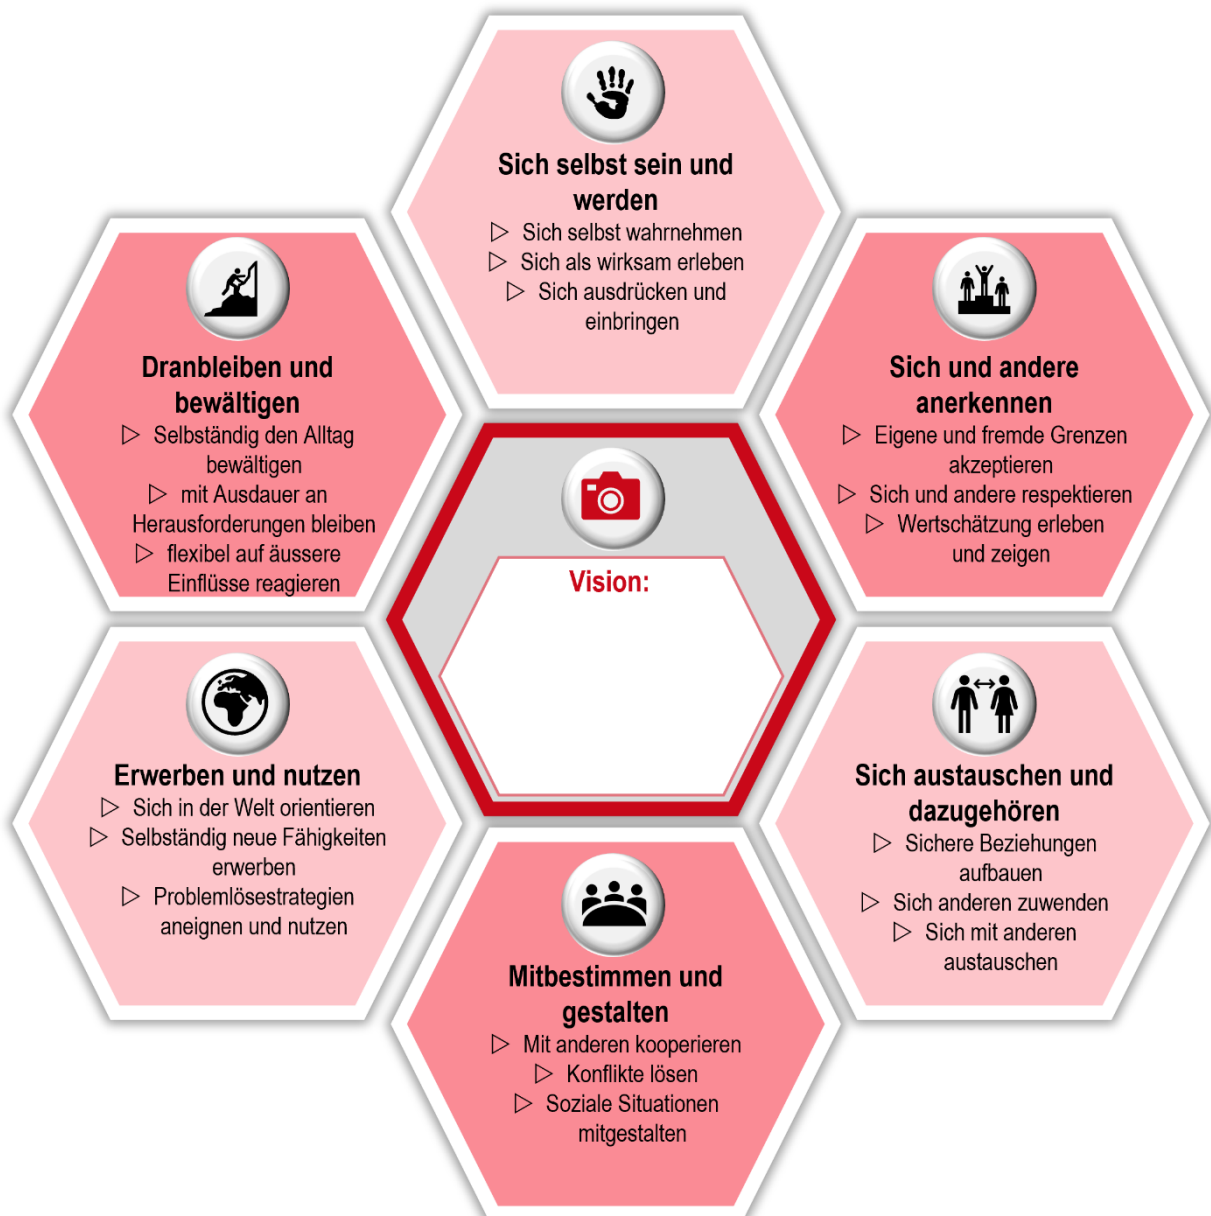 Sich selbst sein und
werden
▷ Sich selbst wahrnehmen
▷ Sich als wirksam erleben
▷ Sich ausdrücken und
einbringen
Dranbleiben und
bewältigen
▷ Selbständig den Alltag
bewältigen
▷ mit Ausdauer an
Herausforderungen bleiben
▷ flexibel auf äussere
Einflüsse reagieren
Sich und andere
anerkennen
▷ Eigene und fremde Grenzen
akzeptieren
▷ Sich und andere respektieren
▷ Wertschätzung erleben
und zeigen
Vision:
Erwerben und nutzen
▷ Sich in der Welt orientieren
▷ Selbständig neue Fähigkeiten
erwerben
▷ Problemlösestrategien
aneignen und nutzen
Sich austauschen und
dazugehören
▷ Sichere Beziehungen
aufbauen
▷ Sich anderen zuwenden
▷ Sich mit anderen
austauschen
Mitbestimmen und
gestalten
▷ Mit anderen kooperieren
▷ Konflikte lösen
▷ Soziale Situationen
mitgestalten